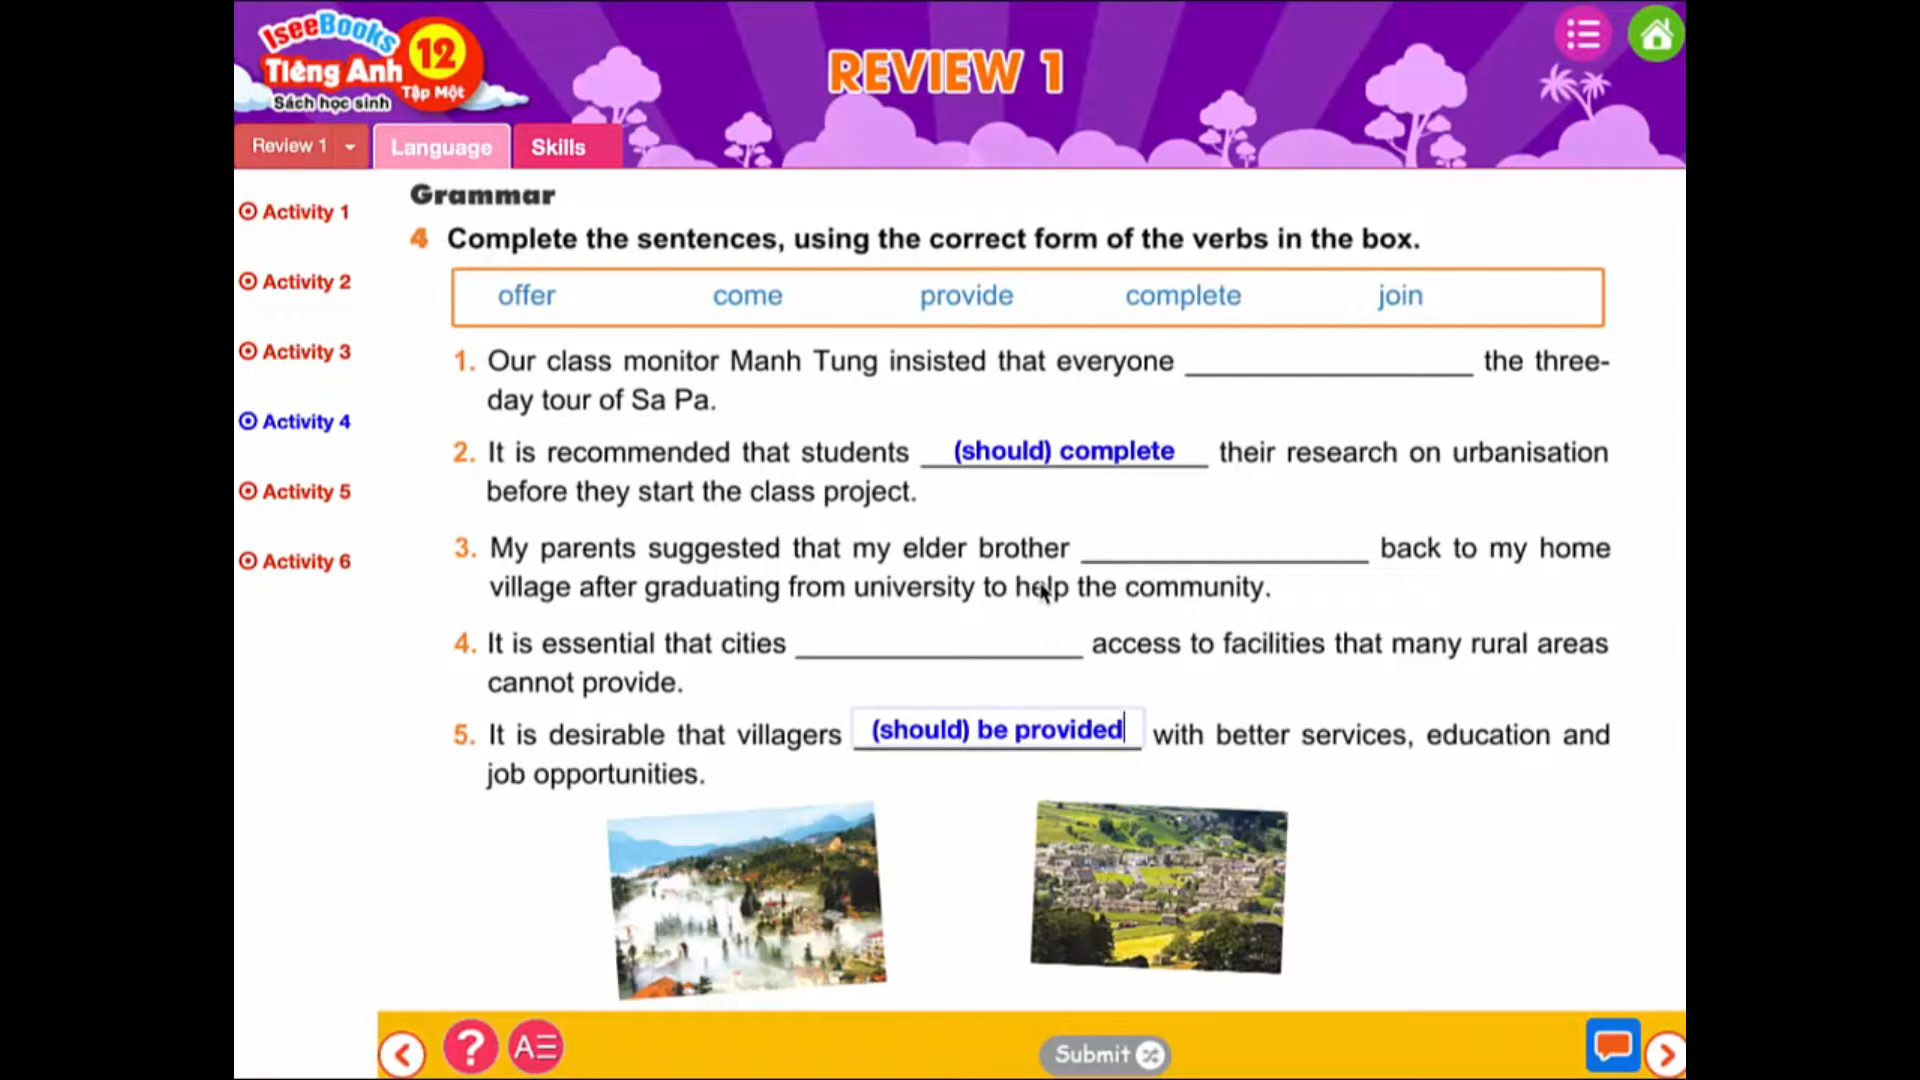 IseeBooks
Tiếng Anh 12
Sách học sinh Tập Một
REVIEW 1
Review 1 Language Skills
Activity 1
Activity 2
Activity 3
Activity 4
Activity 5
Activity 6
Grammar
4 Complete the sentences, using the correct form of the verbs in the box.
offer come provide complete join
1. Our class monitor Manh Tung insisted that everyone ____________________ the three-
day tour of Sa Pa.
2. It is recommended that students (should) complete their research on urbanisation
before they start the class project.
3. My parents suggested that my elder brother ____________________ back to my home
village after graduating from university to help the community.
4. It is essential that cities ____________________ access to facilities that many rural areas
cannot provide.
5. It is desirable that villagers (should) be provided with better services, education and
job opportunities.
? A
Submit